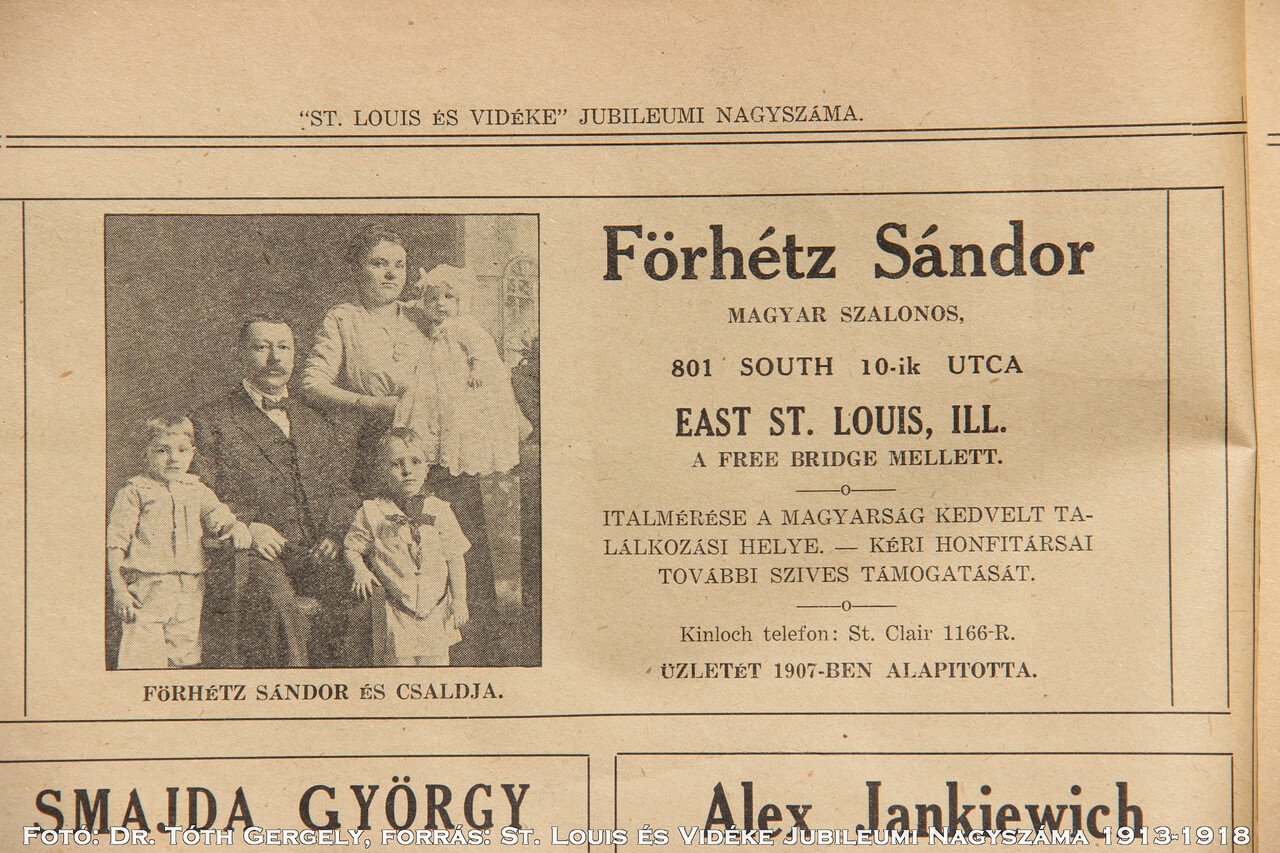 “ST. LOUIS ÉS VIDÉKE” JUBILEUMI NAGYSZÁMA.
Förhétz Sándor
MAGYAR SZALONOS,
801 SOUTH 10-ik UTCA
EAST ST. LOUIS, ILL.
A FREE BRIDGE MELLETT.
——o——
ITALMÉRÉSE A MAGYARSÁG KEDVELT TA-
LÁLKOZÁSI HELYE. — KÉRI HONFITÁRSAI
TOVÁBBI SZIVES TÁMOGATÁSÁT.
——o——
Kinloch telefon: St. Clair 1166-R.
ÜZLETÉT 1907-BEN ALAPITOTTA.
FÖRHÉTZ SÁNDOR ÉS CSALDJA.
SMAJDA GYÖRGY
Alex Jankiewich
Fotó: Dr. Tóth Gergely, forrás: St. Louis és Vidéke Jubileumi Nagyszáma 1913-1918